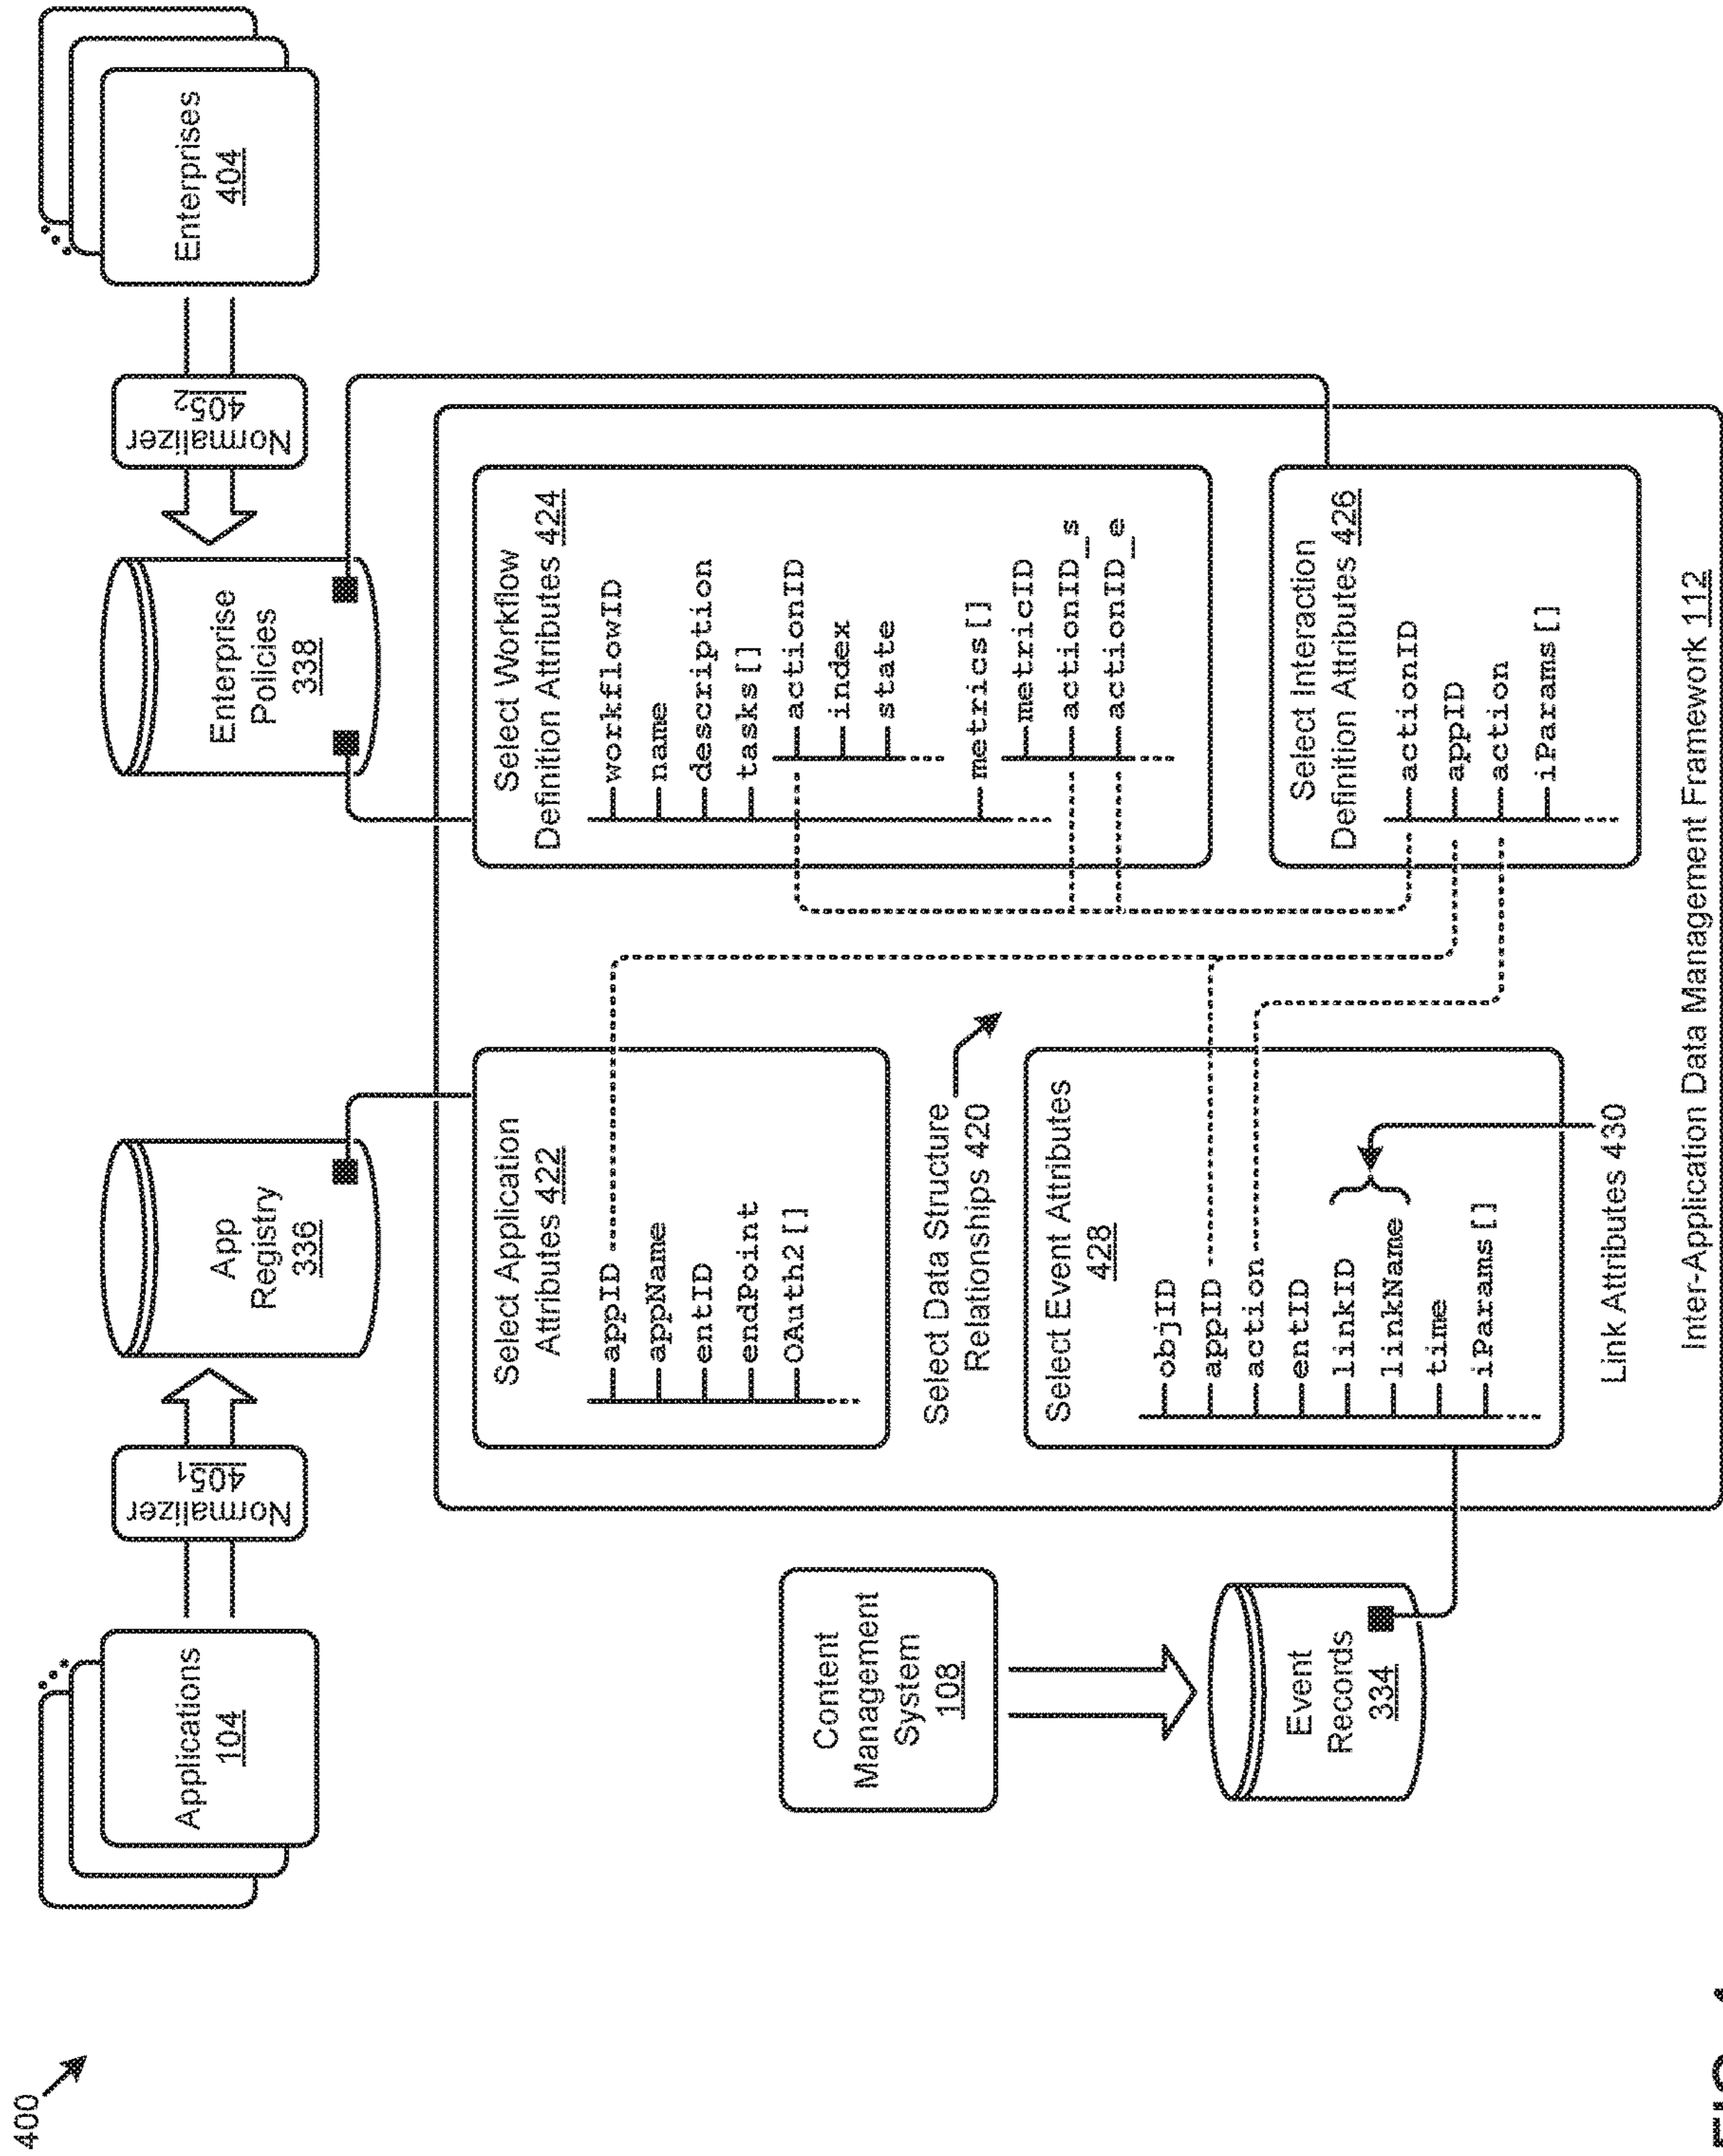 400
Applications
104
Normalizer
405₁
App
Registry
336
Enterprise
Policies
338
Normalizer
405₂
Enterprises
404
Content
Management
System
108
Event
Records
334
Select Application
Attributes 422
appID
appName
entID
endPoint
OAuth2[]
Select Workflow
Definition Attributes 424
workflowID
name
description
tasks[]
actionID
index
state
metrics[]
metricID
actionID_s
actionID_e
Select Data Structure
Relationships 420
Select Event Attributes
428
objID
appID
action
entID
linkID
linkName
time
iParams[]
Select Interaction
Definition Attributes 426
actionID
appID
action
iParams[]
Link Attributes 430
Inter-Application Data Management Framework 112